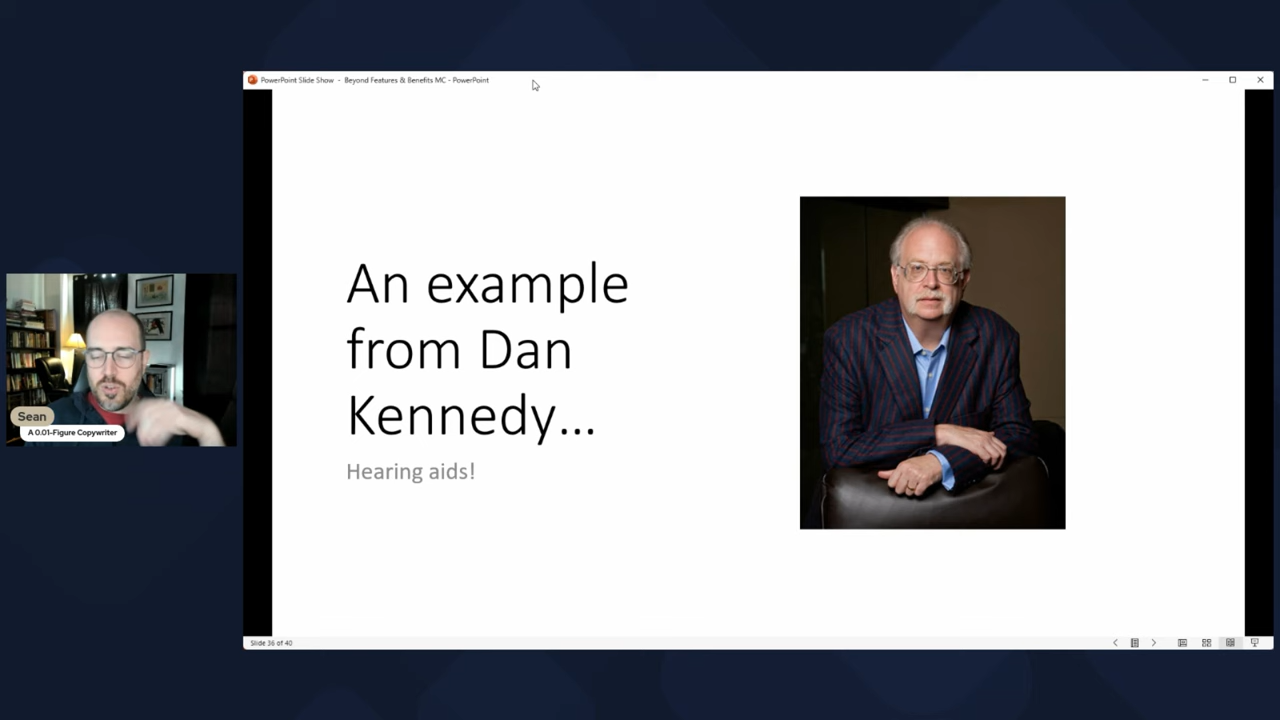 PowerPoint Slide Show - Beyond Features & Benefits MC - PowerPoint
An example
from Dan
Kennedy...
Hearing aids!
Sean
A 0.01-Figure Copywriter
Slide 36 of 40